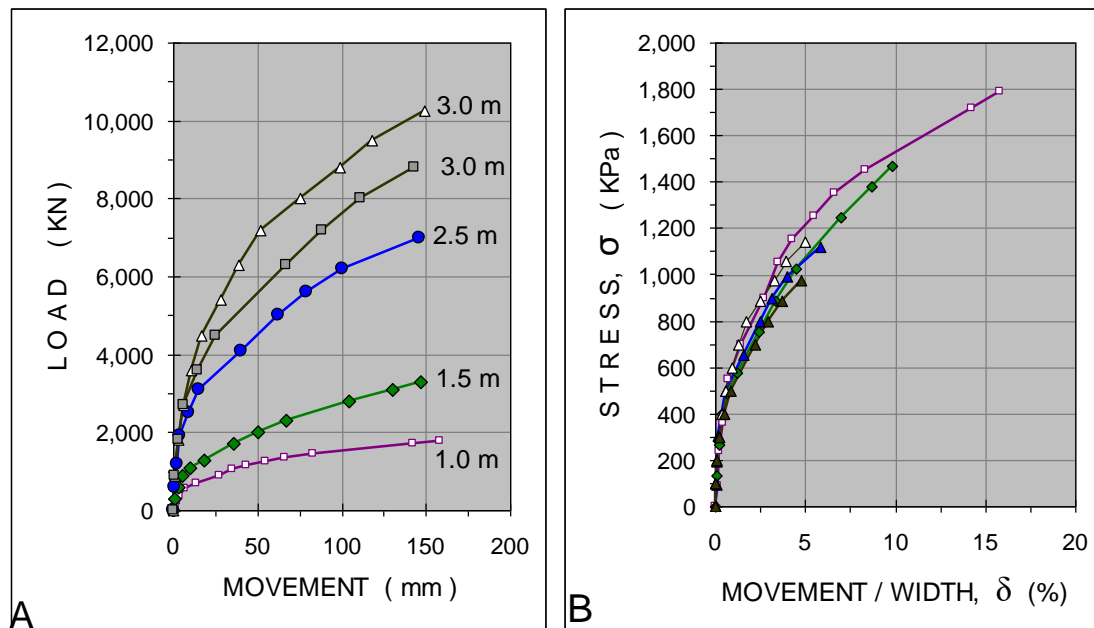 12,000
10,000
8,000
6,000
4,000
2,000
0
L O A D ( KN )
3.0 m
3.0 m
2.5 m
1.5 m
1.0 m
0 50 100 150 200
MOVEMENT ( mm )
A
2,000
1,800
1,600
1,400
1,200
1,000
800
600
400
200
0
S T R E S S , σ ( KPa )
0 5 10 15 20
MOVEMENT / WIDTH, δ (%)
B